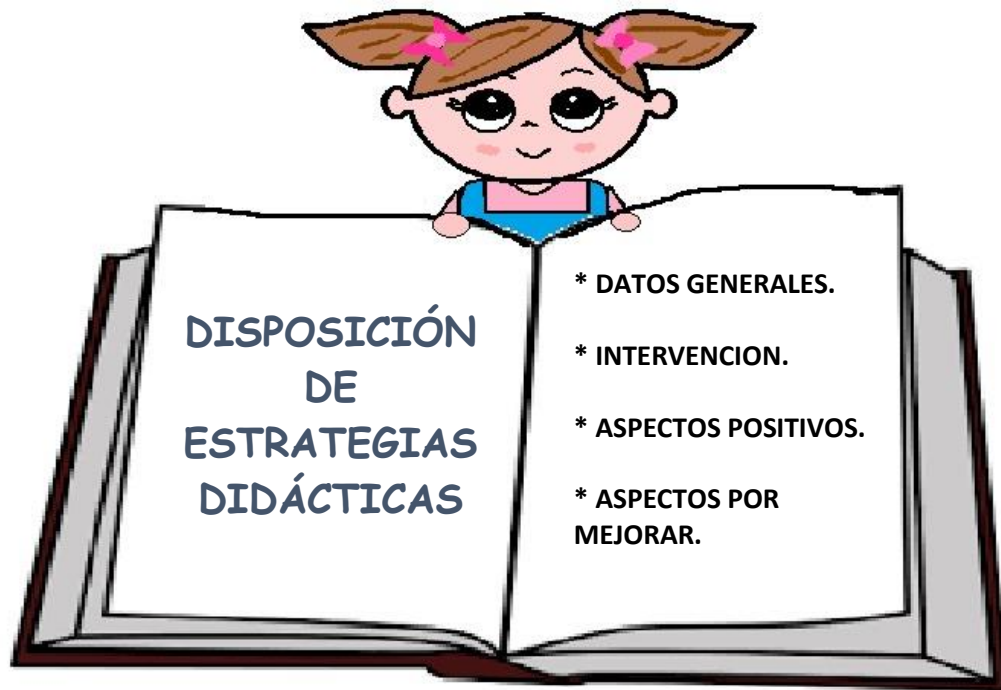 DISPOSICIÓN
DE
ESTRATEGIAS
DIDÁCTICAS
* DATOS GENERALES.
* INTERVENCION.
* ASPECTOS POSITIVOS.
* ASPECTOS POR
MEJORAR.